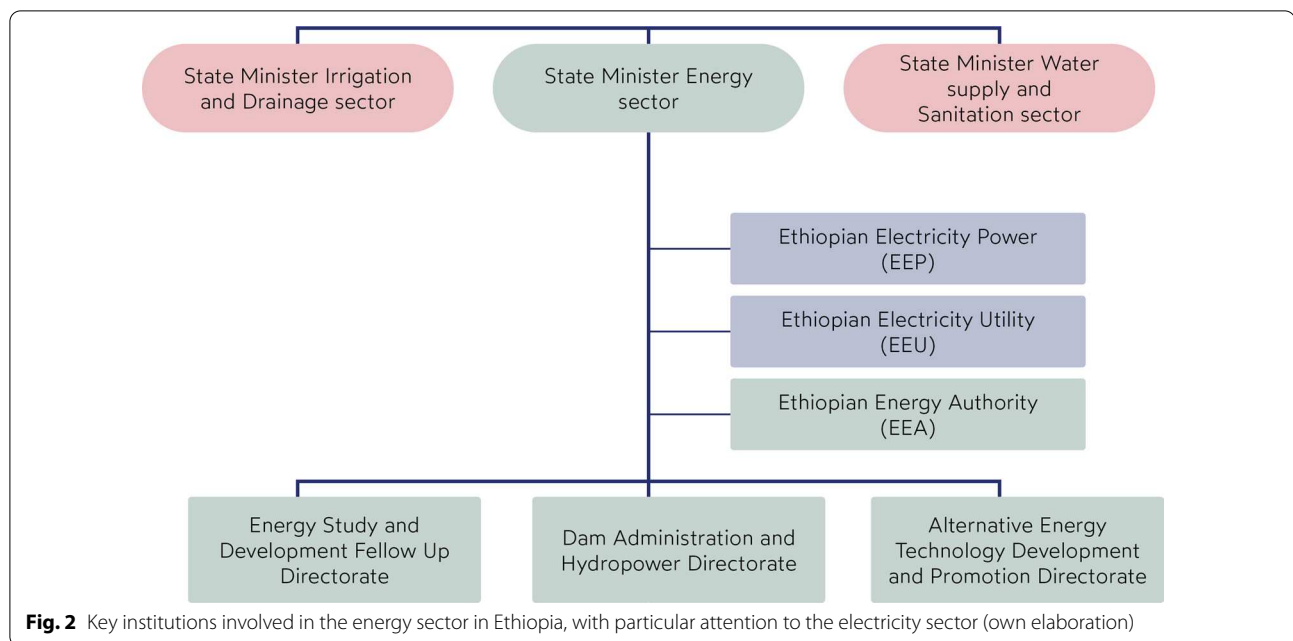 State Minister Irrigation
and Drainage sector
State Minister Energy
sector
State Minister Water
supply and
Sanitation sector
Ethiopian Electricity Power
(EEP)
Ethiopian Electricity Utility
(EEU)
Ethiopian Energy Authority
(EEA)
Energy Study and
Development Fellow Up
Directorate
Dam Administration and
Hydropower Directorate
Alternative Energy
Technology Development
and Promotion Directorate
Fig. 2 Key institutions involved in the energy sector in Ethiopia, with particular attention to the electricity sector (own elaboration)